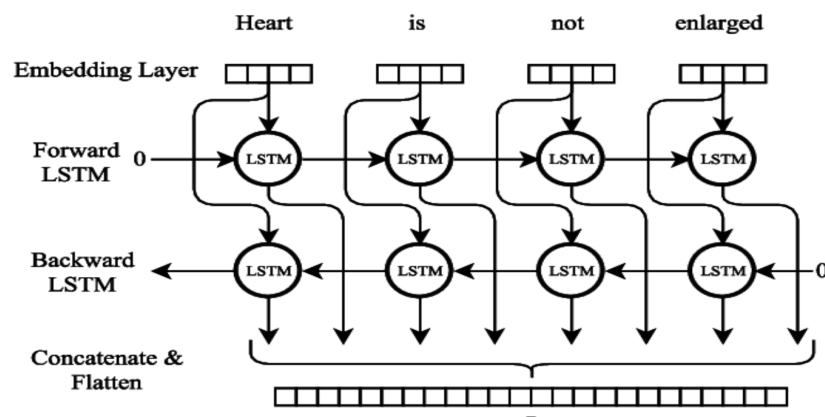 Heart is not enlarged
Embedding Layer
Forward
LSTM
0
LSTM LSTM LSTM LSTM
Backward
LSTM
LSTM LSTM LSTM LSTM
0
Concatenate &
Flatten